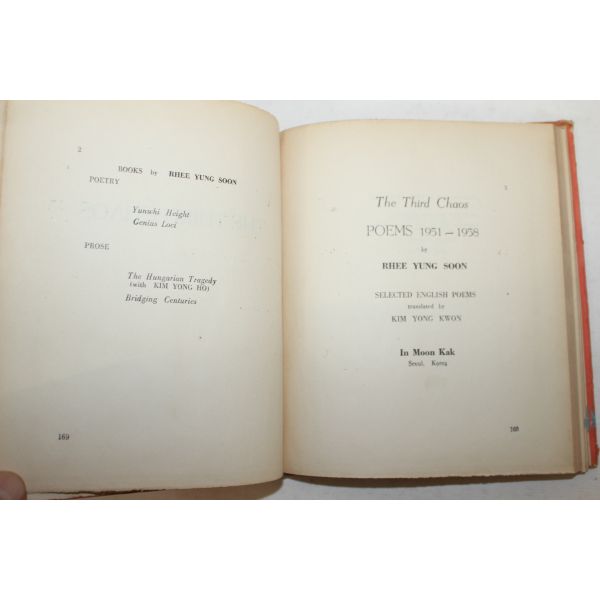 2
BOOKS by RHEE YUNG SOON
POETRY
Yunwhi Height
Genius Loci
PROSE
The Hungarian Tragedy
(with KIM YONG HO)
Bridging Centuries
169
The Third Chaos
POEMS 1951–1958
by
RHEE YUNG SOON
SELECTED ENGLISH POEMS
translated by
KIM YONG KWON
In Moon Kak
Seoul, Korea
168